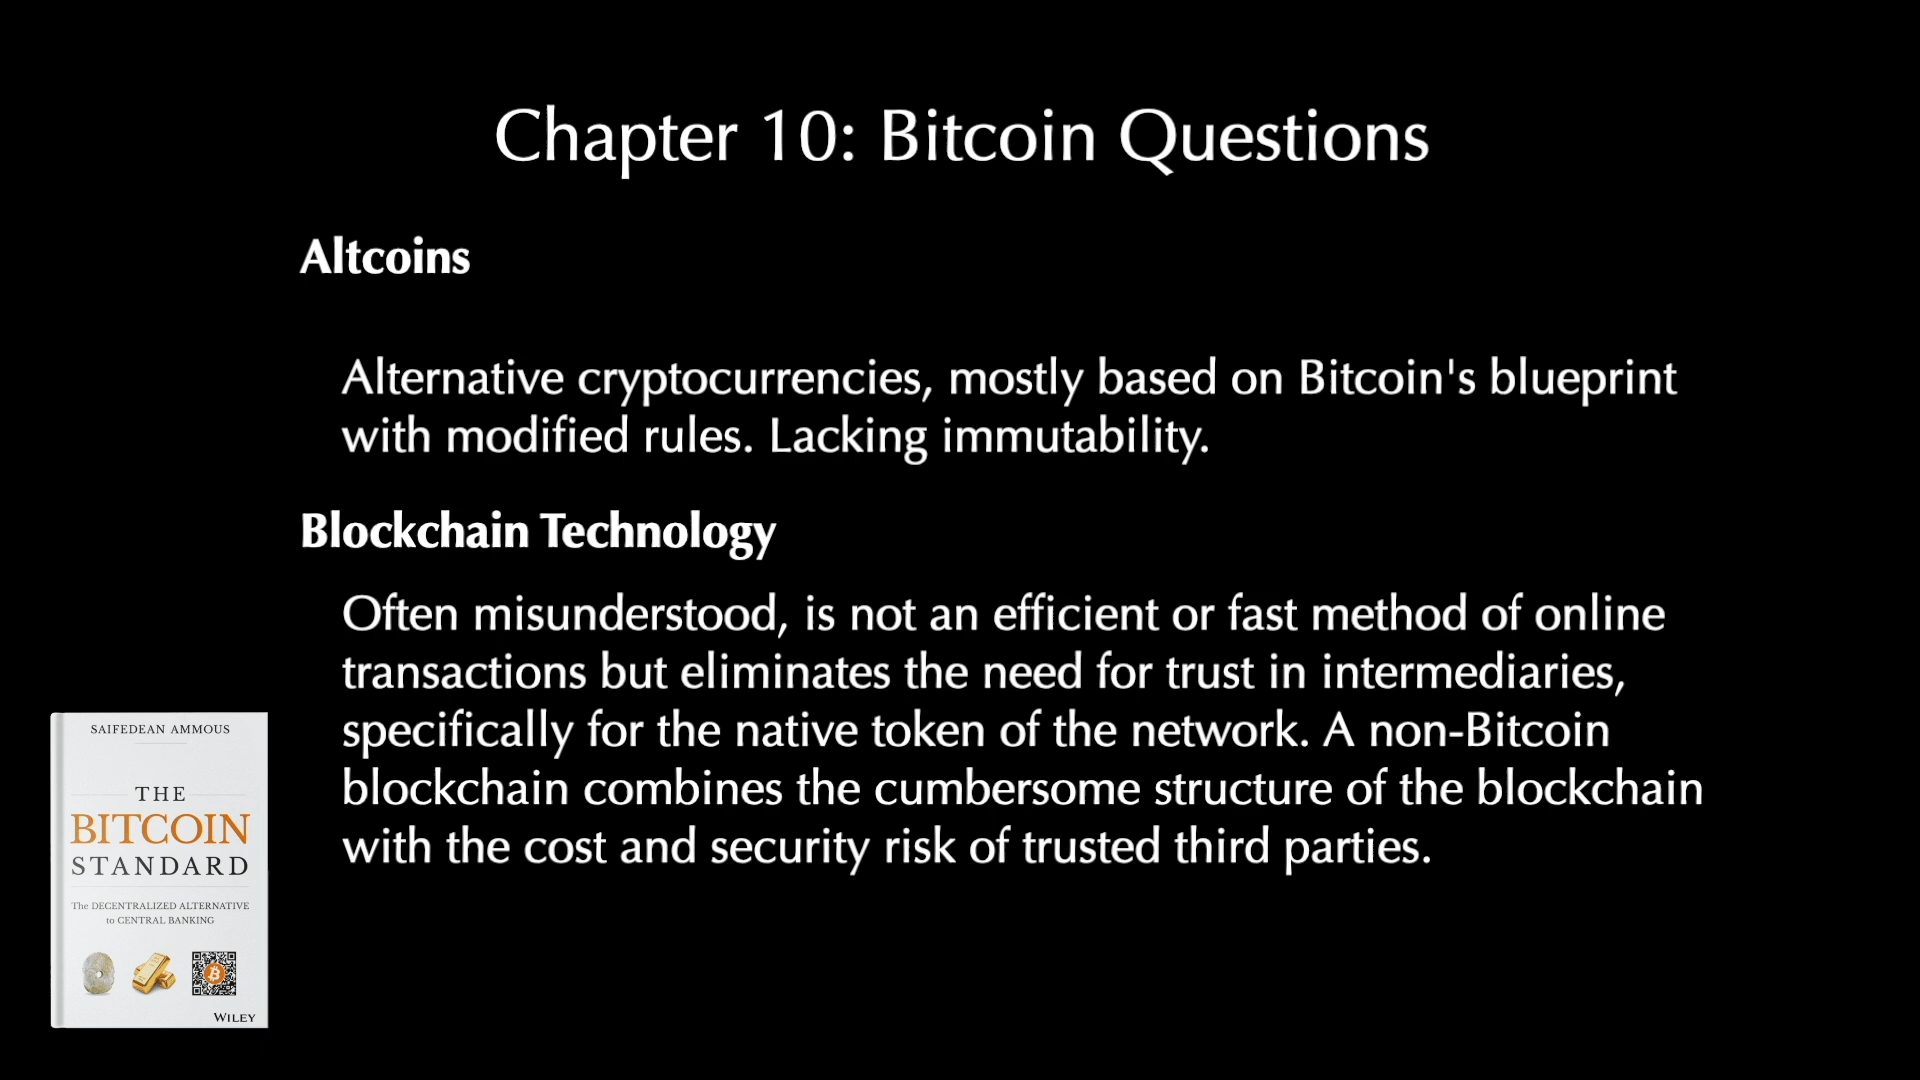 Chapter 10: Bitcoin Questions
Altcoins
Alternative cryptocurrencies, mostly based on Bitcoin's blueprint
with modified rules. Lacking immutability.
Blockchain Technology
Often misunderstood, is not an efficient or fast method of online
transactions but eliminates the need for trust in intermediaries,
specifically for the native token of the network. A non-Bitcoin
blockchain combines the cumbersome structure of the blockchain
with the cost and security risk of trusted third parties.
SAIFEDEAN AMMOUS
THE
BITCOIN
STANDARD
The DECENTRALIZED ALTERNATIVE
to CENTRAL BANKING
WILEY